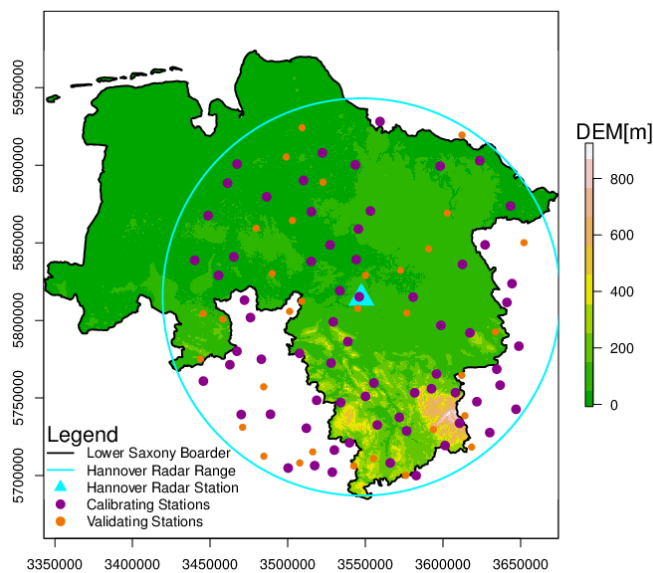 DEM[m]
800
600
400
200
0
5950000
5900000
5850000
5800000
5750000
5700000
Legend
Lower Saxony Boarder
Hannover Radar Range
Hannover Radar Station
Calibrating Stations
Validating Stations
3350000 3400000 3450000 3500000 3550000 3600000 3650000